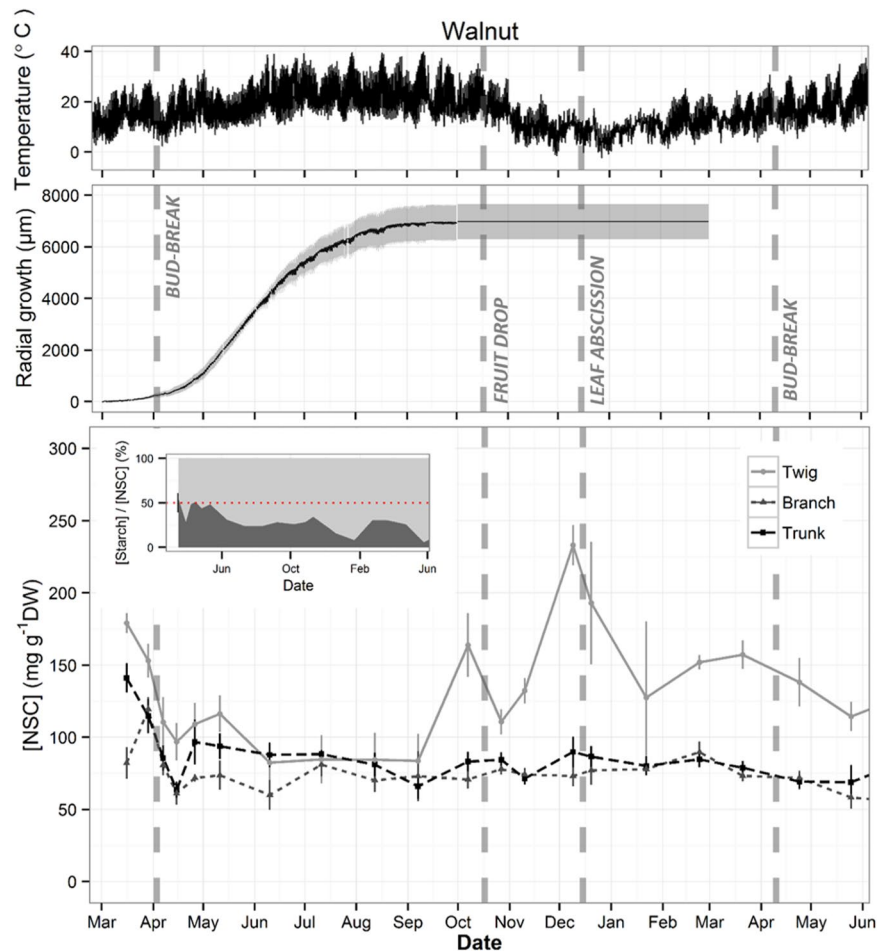 Walnut
Temperature (° C)
40
20
0
Radial growth (µm)
8000
6000
4000
2000
0
BUD-BREAK
FRUIT DROP
LEAF ABSCISSION
BUD-BREAK
[NSC] (mg g⁻¹DW)
300
250
200
150
100
50
0
[Starch] / [NSC] (%)
100
50
0
Jun Oct Feb Jun
Date
Twig
Branch
Trunk
Mar Apr May Jun Jul Aug Sep Oct Nov Dec Jan Feb Mar Apr Jun
Date